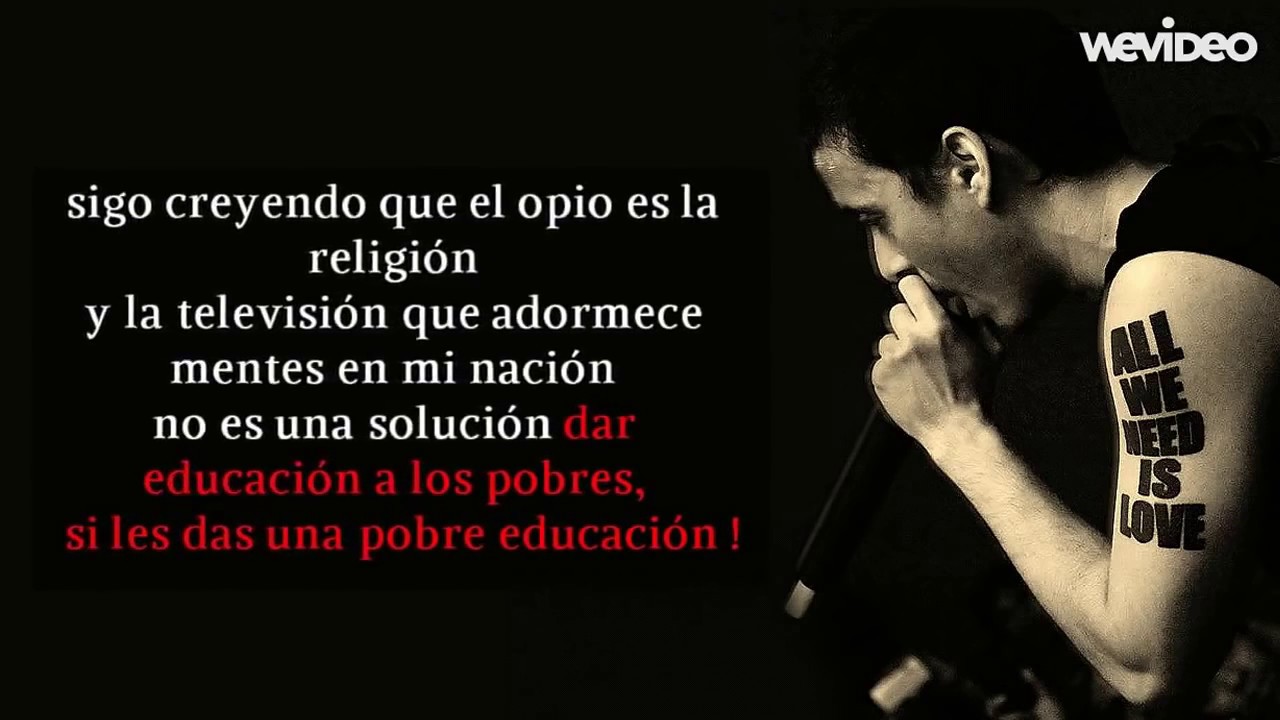 wevideo
sigo creyendo que el opio es la
religión
y la televisión que adormece
mentes en mi nación
no es una solución dar
educación a los pobres,
si les das una pobre educación !
ALL
WE
NEED
IS
LOVE